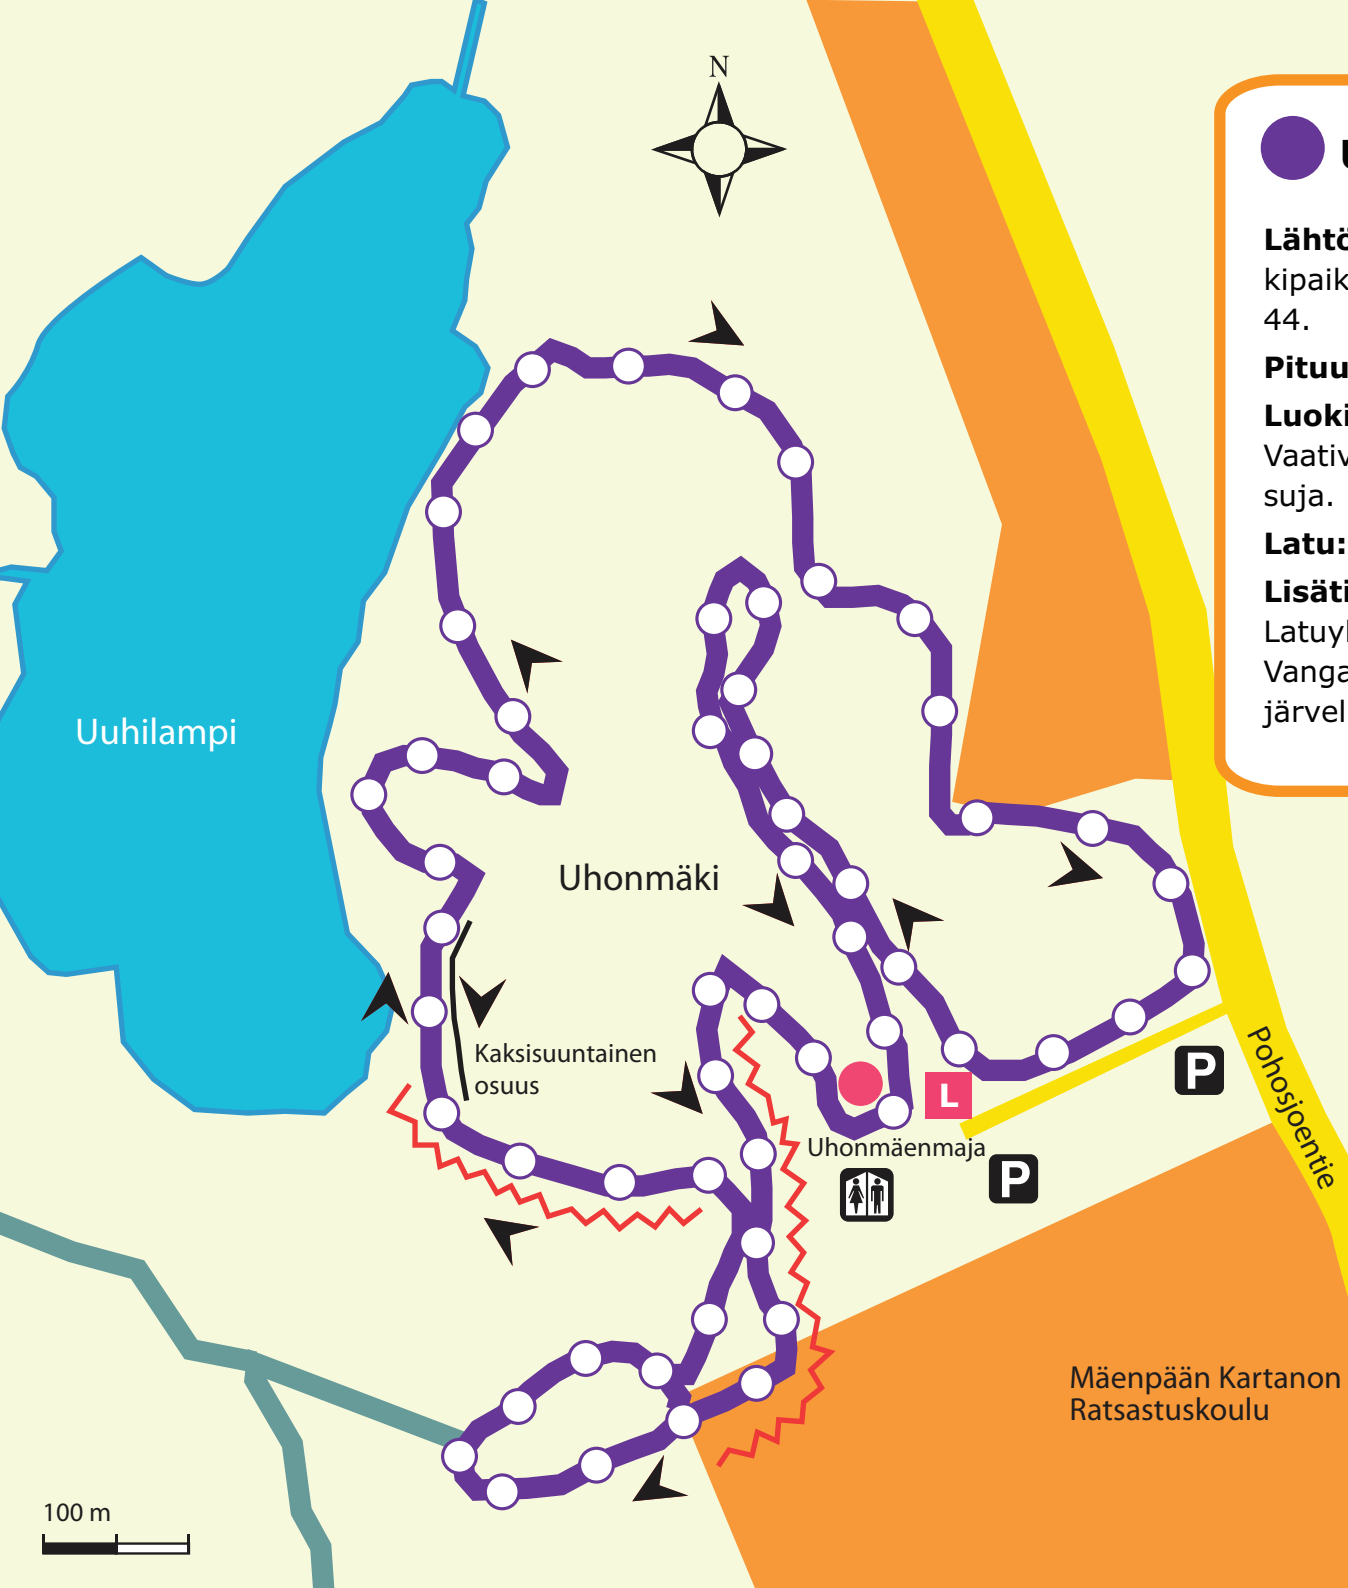 N
Lähtö
kipaik
44.
Pituu
Luoki
Vaativ
suja.
Latu:
Lisäti
Latuyl
Vanga
järvel
Uuhilampi
Uhonmäki
Kaksisuuntainen
osuus
L
P
Pohosjoentie
Uhonmäenmaja
P
Mäenpään Kartanon
Ratsastuskoulu
100 m